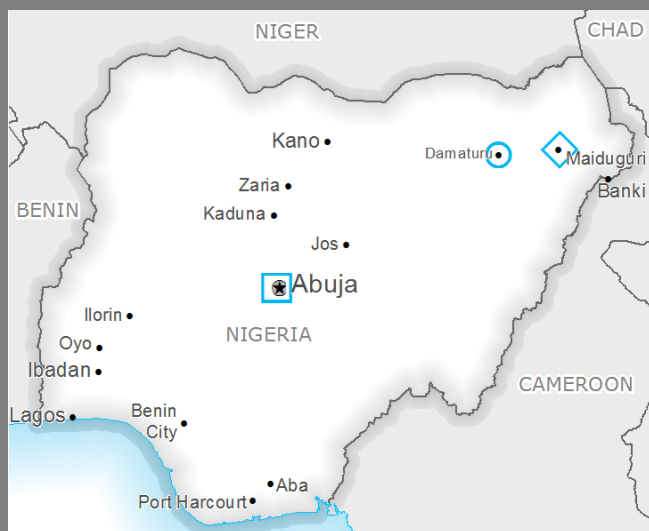 NIGER
CHAD
Kano
Damaturu
Maiduguri
Zaria
Banki
BENIN
Kaduna
Jos
Abuja
Ilorin
NIGERIA
Oyo
Ibadan
CAMEROON
Lagos
Benin
City
Aba
Port Harcourt